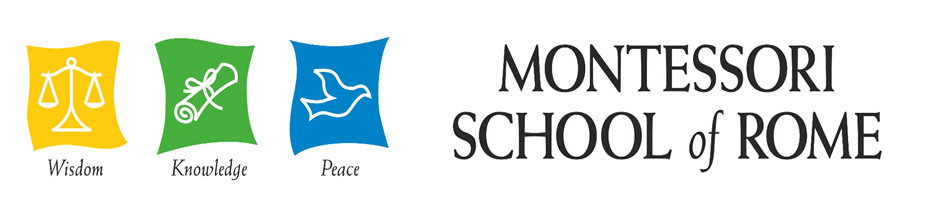 Wisdom
Knowledge
Peace
MONTESSORI
SCHOOL of ROME